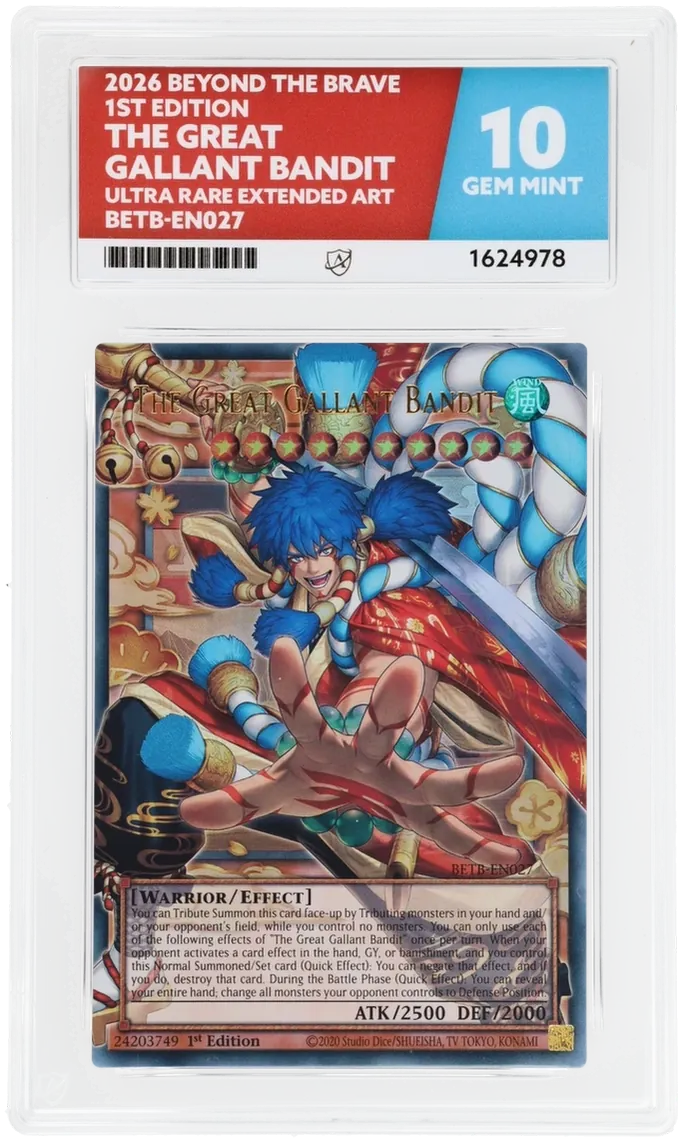 2026 BEYOND THE BRAVE
1ST EDITION
THE GREAT
GALLANT BANDIT
ULTRA RARE EXTENDED ART
BETB-EN027
10
GEM MINT
1624978
THE GREAT GALLANT BANDIT
WIND
風
BETB-EN027
[WARRIOR/EFFECT]
You can Tribute Summon this card face-up by Tributing monsters in your hand and/
or your opponent's field, while you control no monsters. You can only use each
of the following effects of "The Great Gallant Bandit" once per turn. When your
opponent activates a card effect in the hand, GY, or banishment, and you control
this Normal Summoned/Set card (Quick Effect): You can negate that effect, and if
you do, destroy that card. During the Battle Phase (Quick Effect): You can reveal
your entire hand; change all monsters your opponent controls to Defense Position.
ATK/2500 DEF/2000
24203749 1st Edition
©2020 Studio Dice/SHUEISHA, TV TOKYO, KONAMI